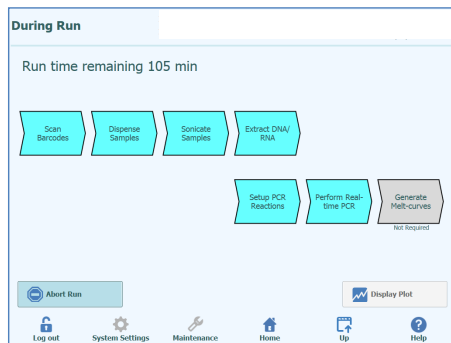 During Run
Run time remaining 105 min
Scan
Barcodes
Dispense
Samples
Sonicate
Samples
Extract DNA/
RNA
Setup PCR
Reactions
Perform Real-
time PCR
Generate
Melt-curves
Not Required
Abort Run
Display Plot
Log out
System Settings
Maintenance
Home
Up
Help